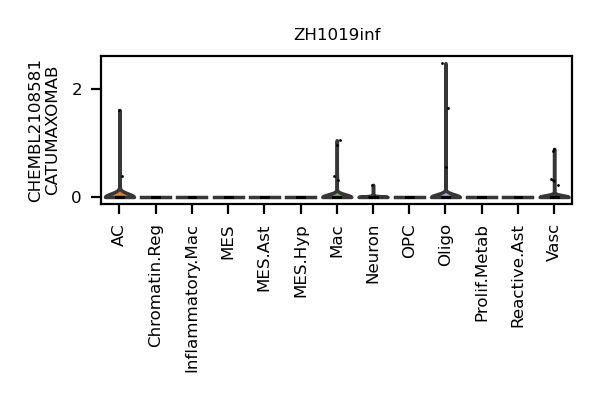 ZH1019inf
CHEMBL2108581
CATUMAXOMAB
2
0
AC
Chromatin.Reg
Inflammatory.Mac
MES
MES.Ast
MES.Hyp
Mac
Neuron
OPC
Oligo
Prolif.Metab
Reactive.Ast
Vasc